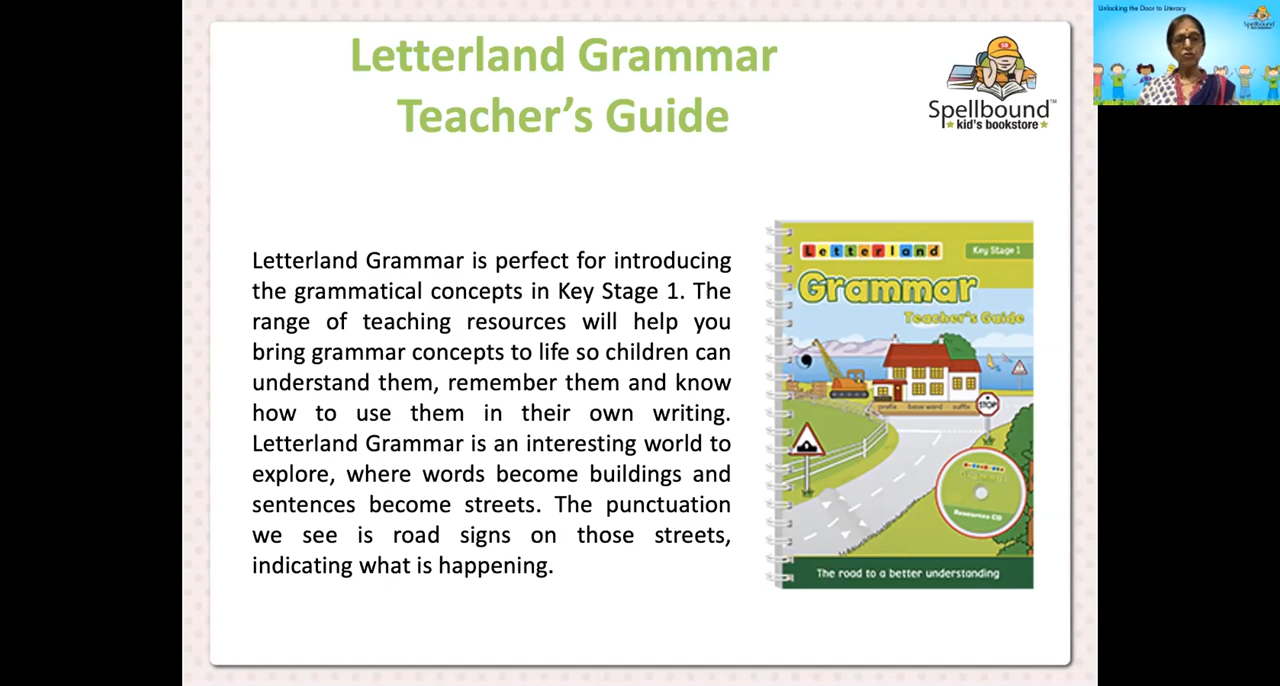 Letterland Grammar
Teacher's Guide
Spellbound™
kid's bookstore
Letterland Grammar is perfect for introducing
the grammatical concepts in Key Stage 1. The
range of teaching resources will help you
bring grammar concepts to life so children can
understand them, remember them and know
how to use them in their own writing.
Letterland Grammar is an interesting world to
explore, where words become buildings and
sentences become streets. The punctuation
we see is road signs on those streets,
indicating what is happening.
Letterland
Key Stage 1
Grammar
Teacher's Guide
prefix base word suffix
STOP
Resources CD
The road to a better understanding
Unlocking the Door to Literacy
Spellbound